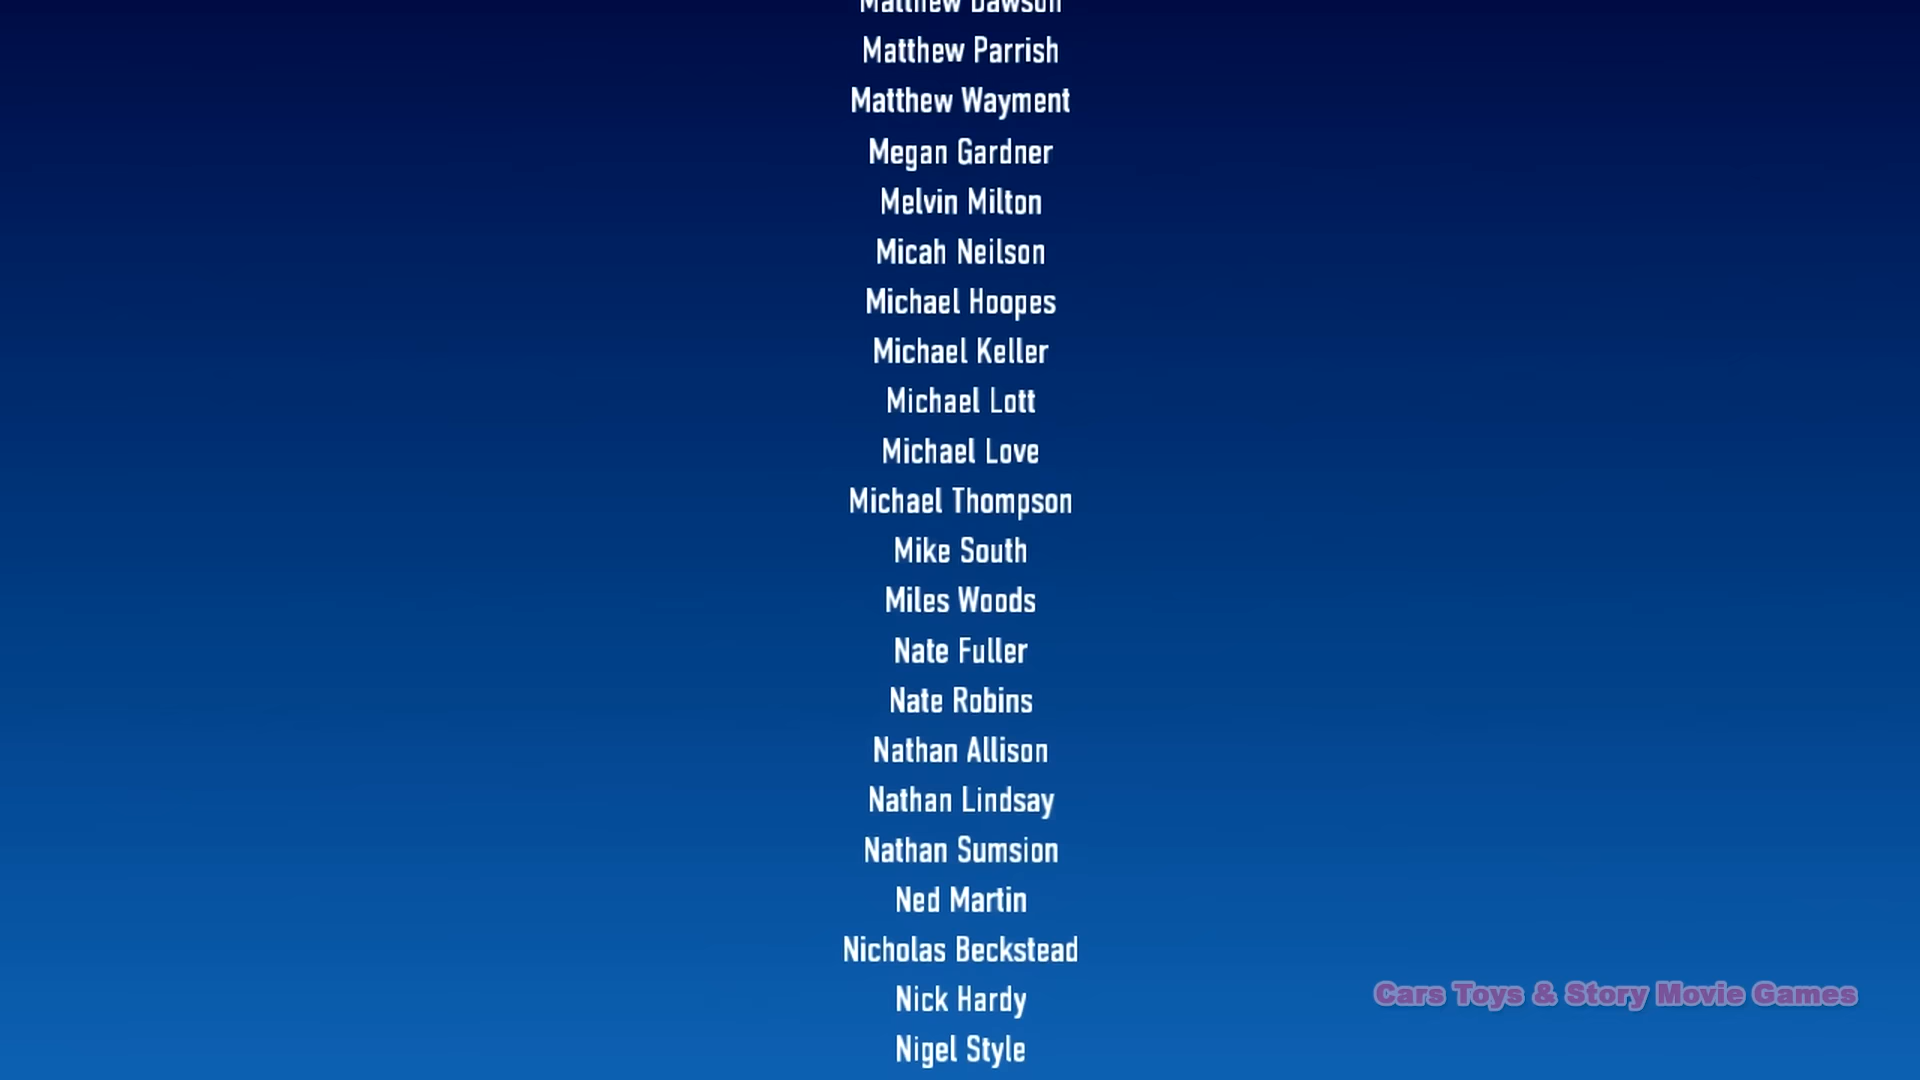 Matthew Dawson
Matthew Parrish
Matthew Wayment
Megan Gardner
Melvin Milton
Micah Neilson
Michael Hoopes
Michael Keller
Michael Lott
Michael Love
Michael Thompson
Mike South
Miles Woods
Nate Fuller
Nate Robins
Nathan Allison
Nathan Lindsay
Nathan Sumsion
Ned Martin
Nicholas Beckstead
Nick Hardy
Nigel Style
Cars Toys & Story Movie Games